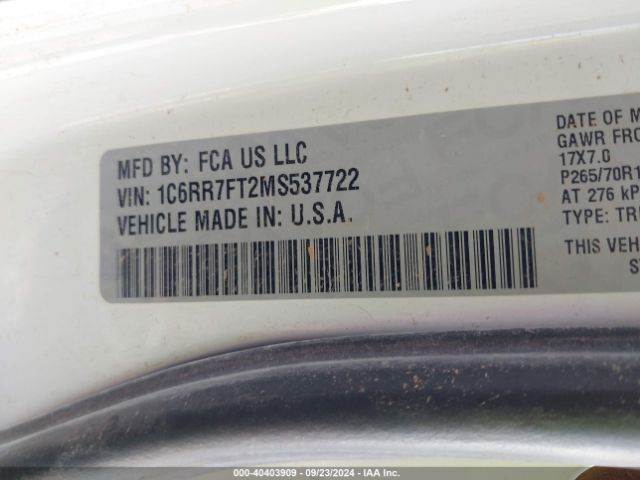 MFD BY: FCA US LLC
VIN: 1C6RR7FT2MS537722
VEHICLE MADE IN: U.S.A.
DATE OF M
GAWR FRO
17X7.0
P265/70R1
AT 276 kP
TYPE: TR
THIS VEH
000-40403909 - 09/23/2024 - IAA Inc.